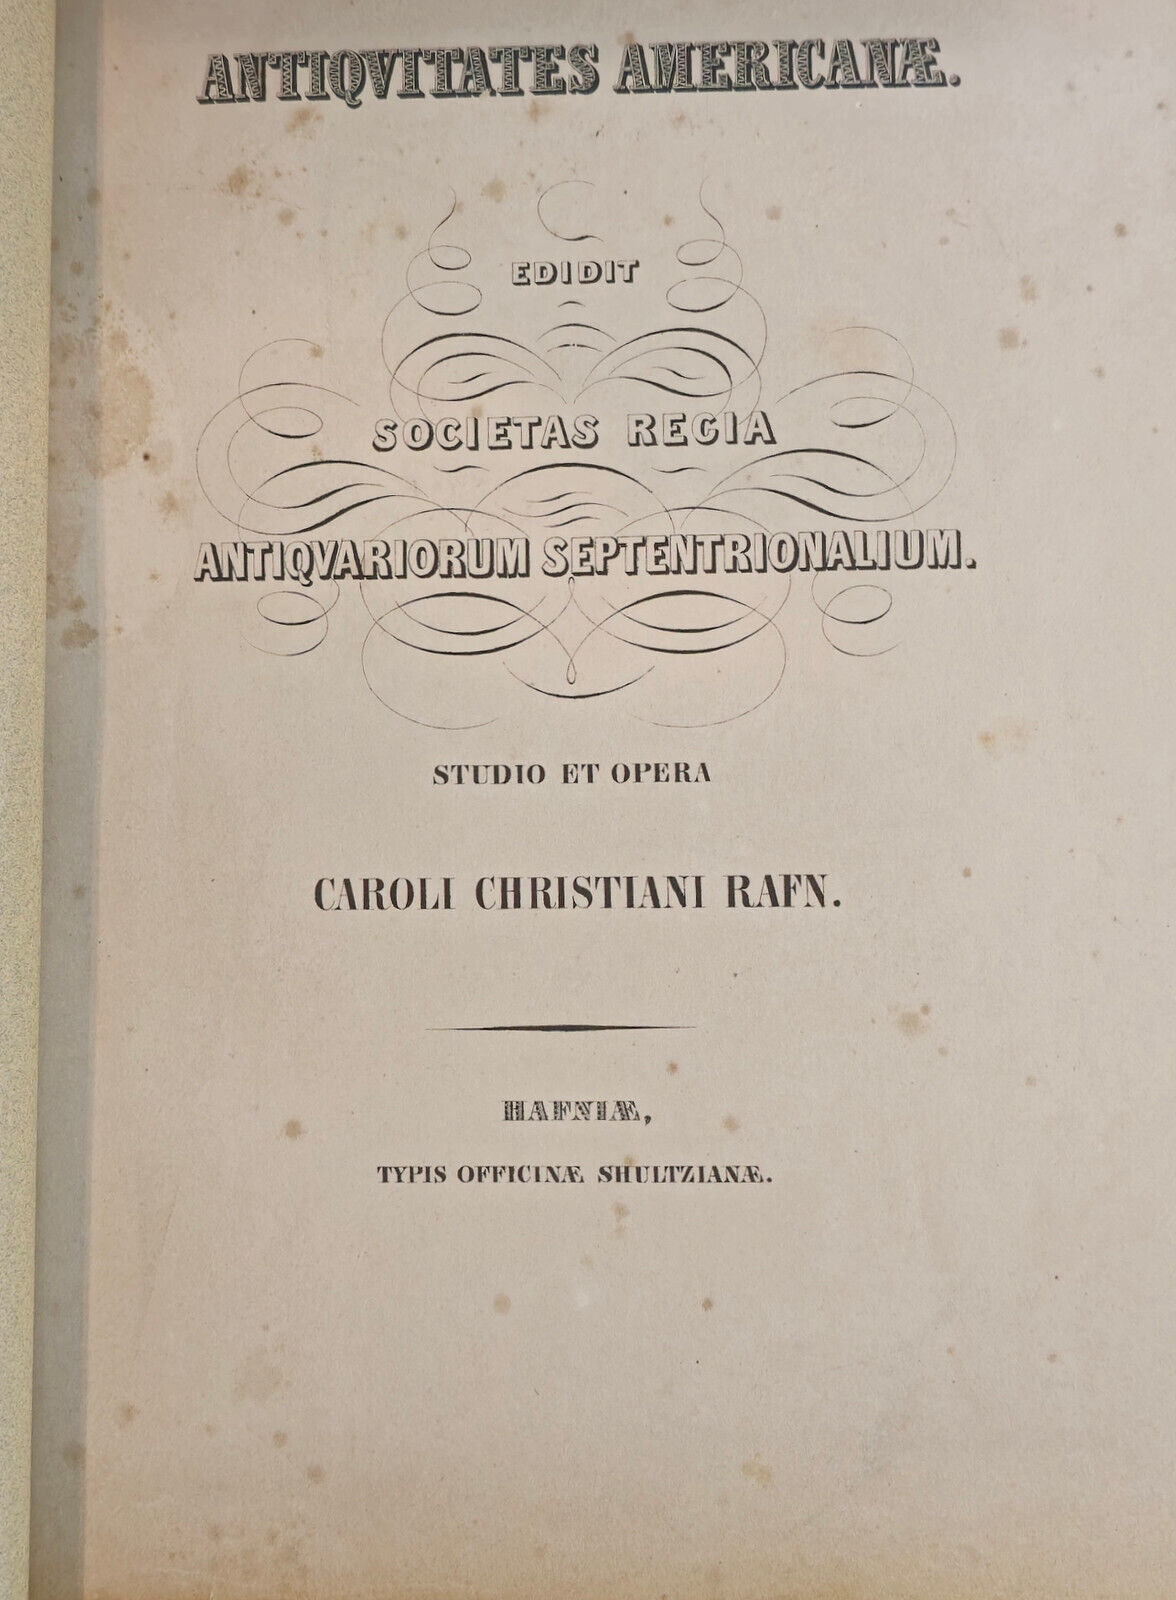 ANTIQVITATES AMERICANÆ.
EDIDIT
SOCIETAS REGIA
ANTIQVARIORUM SEPTENTRIONALIUM.
STUDIO ET OPERA
CAROLI CHRISTIANI RAFN.
HAFNIÆ,
TYPIS OFFICINÆ SHULTZIANÆ.